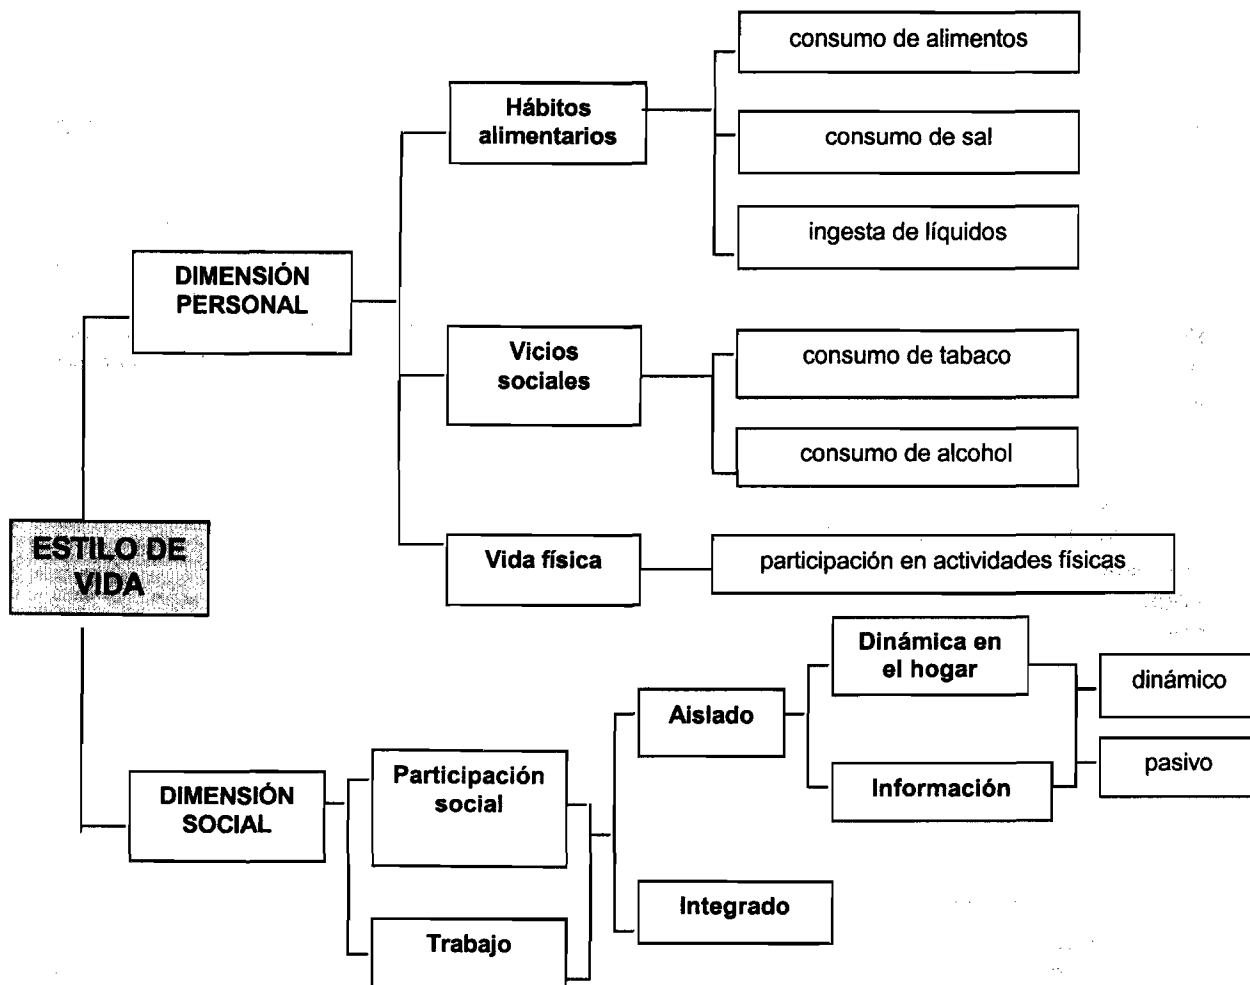 consumo de alimentos
Hábitos
alimentarios
consumo de sal
ingesta de líquidos
DIMENSIÓN
PERSONAL
Vicios
sociales
consumo de tabaco
consumo de alcohol
ESTILO DE
VIDA
Vida física
participación en actividades físicas
Dinámica en
el hogar
dinámico
Aislado
pasivo
Información
DIMENSIÓN
SOCIAL
Participación
social
Integrado
Trabajo